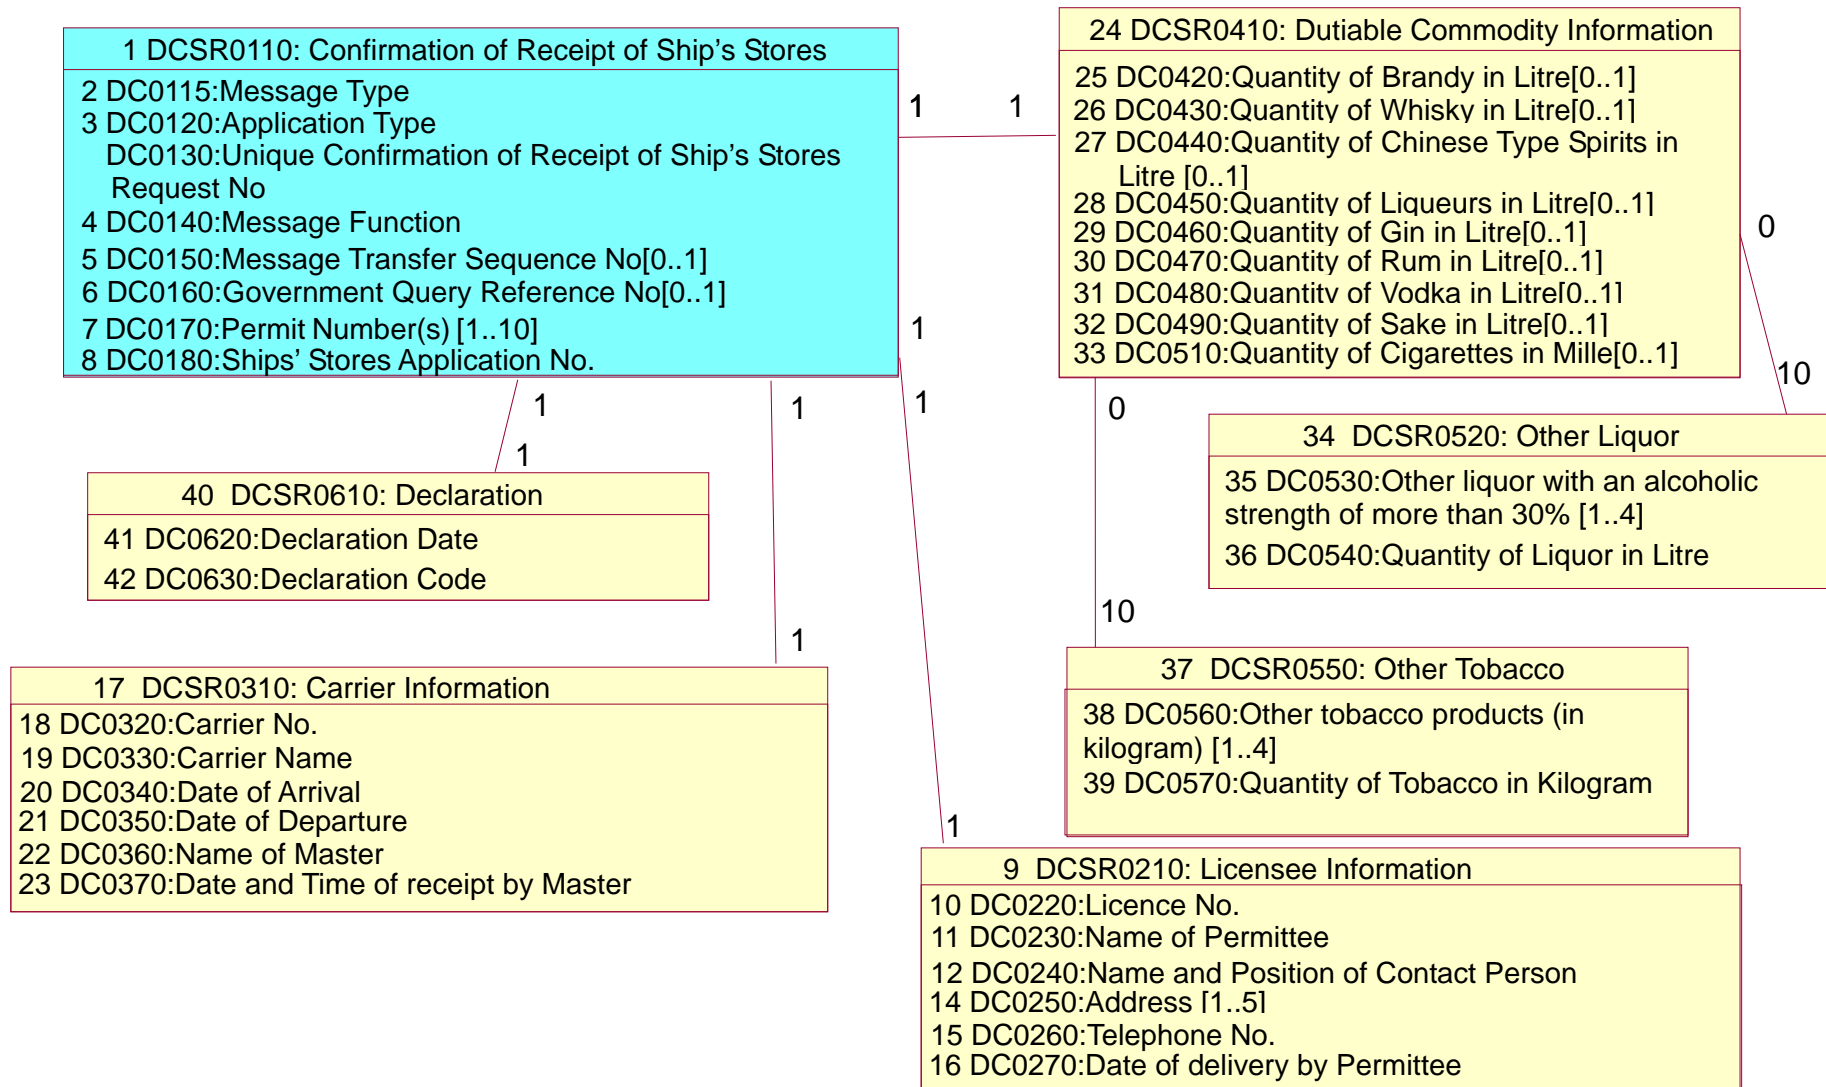 1 DCSR0110: Confirmation of Receipt of Ship's Stores
2 DC0115:Message Type
3 DC0120:Application Type
DC0130:Unique Confirmation of Receipt of Ship's Stores
Request No
4 DC0140:Message Function
5 DC0150:Message Transfer Sequence No[0..1]
6 DC0160:Government Query Reference No[0..1]
7 DC0170:Permit Number(s) [1..10]
8 DC0180:Ships' Stores Application No.
1
1
24 DCSR0410: Dutiable Commodity Information
25 DC0420:Quantity of Brandy in Litre[0..1]
26 DC0430:Quantity of Whisky in Litre[0..1]
27 DC0440:Quantity of Chinese Type Spirits in
Litre [0..1]
28 DC0450:Quantity of Liqueurs in Litre[0..1]
29 DC0460:Quantity of Gin in Litre[0..1]
30 DC0470:Quantity of Rum in Litre[0..1]
31 DC0480:Quantity of Vodka in Litre[0..1]
32 DC0490:Quantity of Sake in Litre[0..1]
33 DC0510:Quantity of Cigarettes in Mille[0..1]
0
10
1
1
1
1
0
34 DCSR0520: Other Liquor
35 DC0530:Other liquor with an alcoholic
strength of more than 30% [1..4]
36 DC0540:Quantity of Liquor in Litre
1
40 DCSR0610: Declaration
41 DC0620:Declaration Date
42 DC0630:Declaration Code
10
1
37 DCSR0550: Other Tobacco
38 DC0560:Other tobacco products (in
kilogram) [1..4]
39 DC0570:Quantity of Tobacco in Kilogram
17 DCSR0310: Carrier Information
18 DC0320:Carrier No.
19 DC0330:Carrier Name
20 DC0340:Date of Arrival
21 DC0350:Date of Departure
22 DC0360:Name of Master
23 DC0370:Date and Time of receipt by Master
1
9 DCSR0210: Licensee Information
10 DC0220:Licence No.
11 DC0230:Name of Permittee
12 DC0240:Name and Position of Contact Person
14 DC0250:Address [1..5]
15 DC0260:Telephone No.
16 DC0270:Date of delivery by Permittee